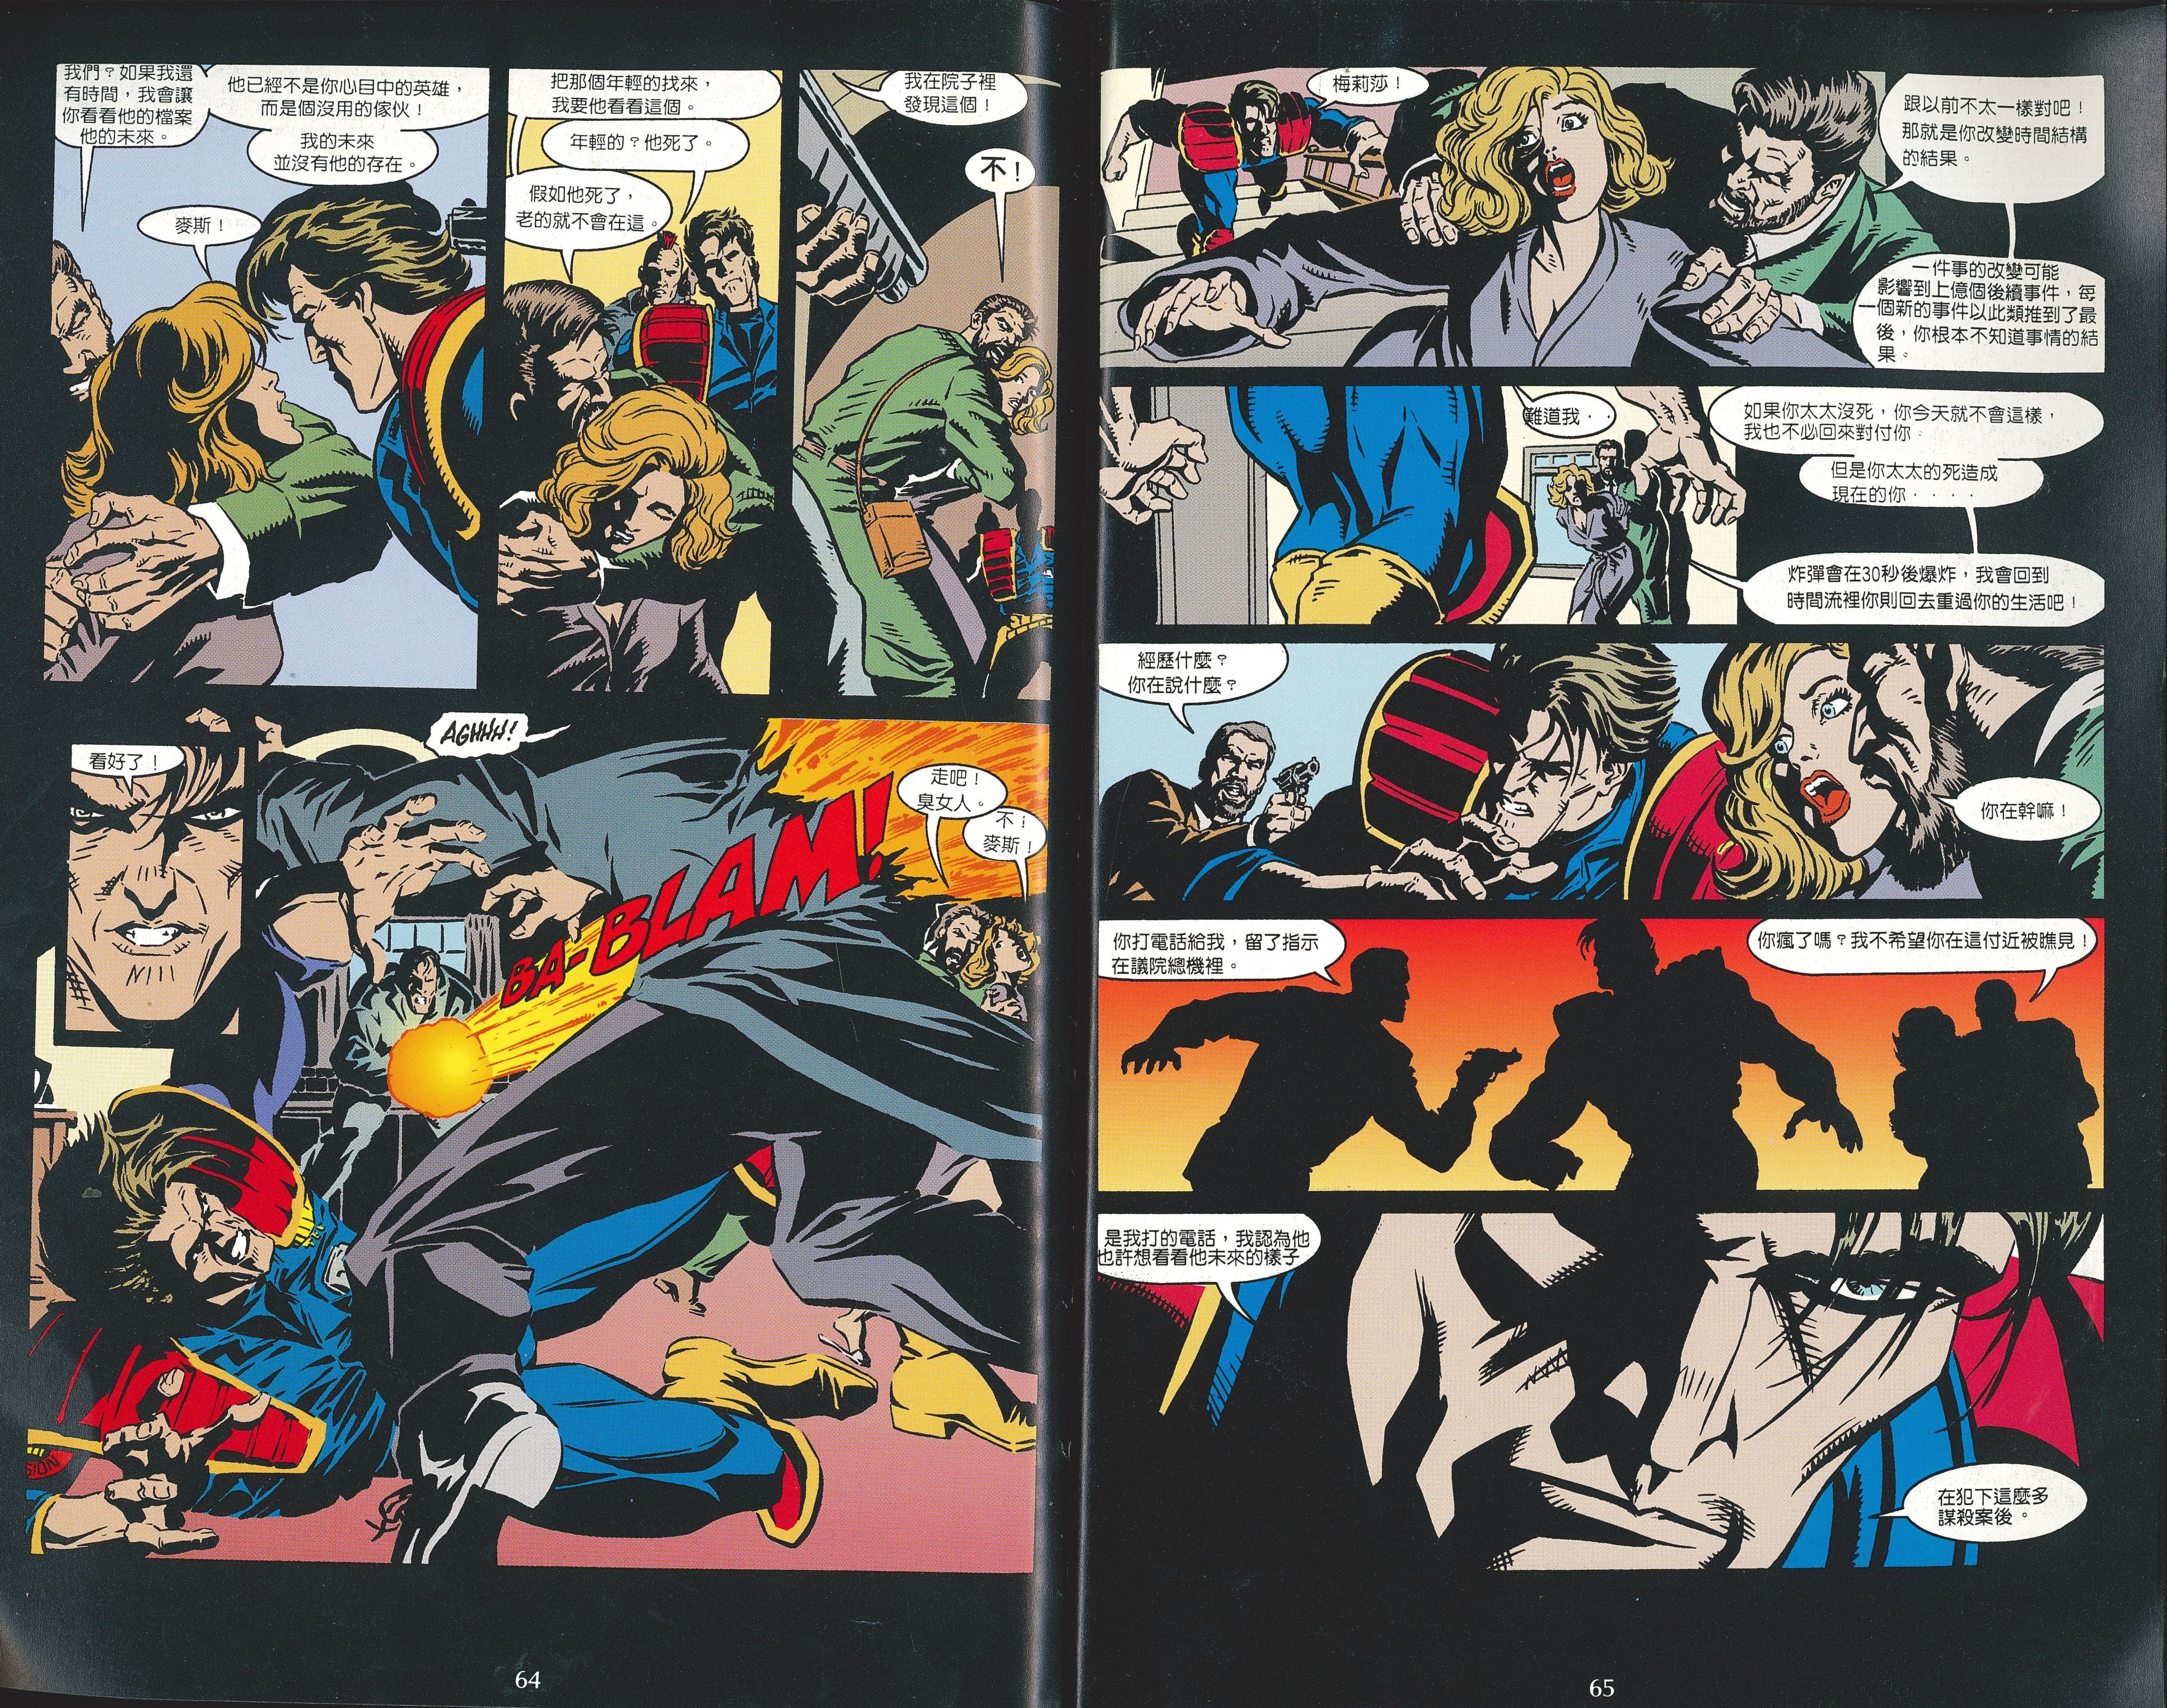 我們？如果我還
有時間，我會讓
你看看他的檔案
他的未來。
他已經不是你心目中的英雄，
而是個沒用的傢伙！
我的未來
並沒有他的存在。
麥斯！
把那個年輕的找來，
我要他看看這個。
年輕的？他死了。
假如他死了，
老的就不會在這。
我在院子裡
發現這個！
不！
看好了！
AGHHH!
BA-BLAM!
走吧！
臭女人。
不！
麥斯！
SION
64
梅莉莎！
跟以前不太一樣對吧！
那就是你改變時間結構
的結果。
一件事的改變可能
影響到上億個後續事件，每
一個新的事件以此類推到了最
後，你根本不知道事情的結
果。
難道我．．
如果你太太沒死，你今天就不會這樣，
我也不必回來對付你。
但是你太太的死造成
現在的你．．．．
炸彈會在30秒後爆炸，我會回到
時間流裡你則回去重過你的生活吧！
經歷什麼？
你在說什麼？
你在幹嘛！
你打電話給我，留了指示
在議院總機裡。
你瘋了嗎？我不希望你在這付近被瞧見！
是我打的電話，我認為他
也許想看看他未來的樣子
在犯下這麼多
謀殺案後。
65